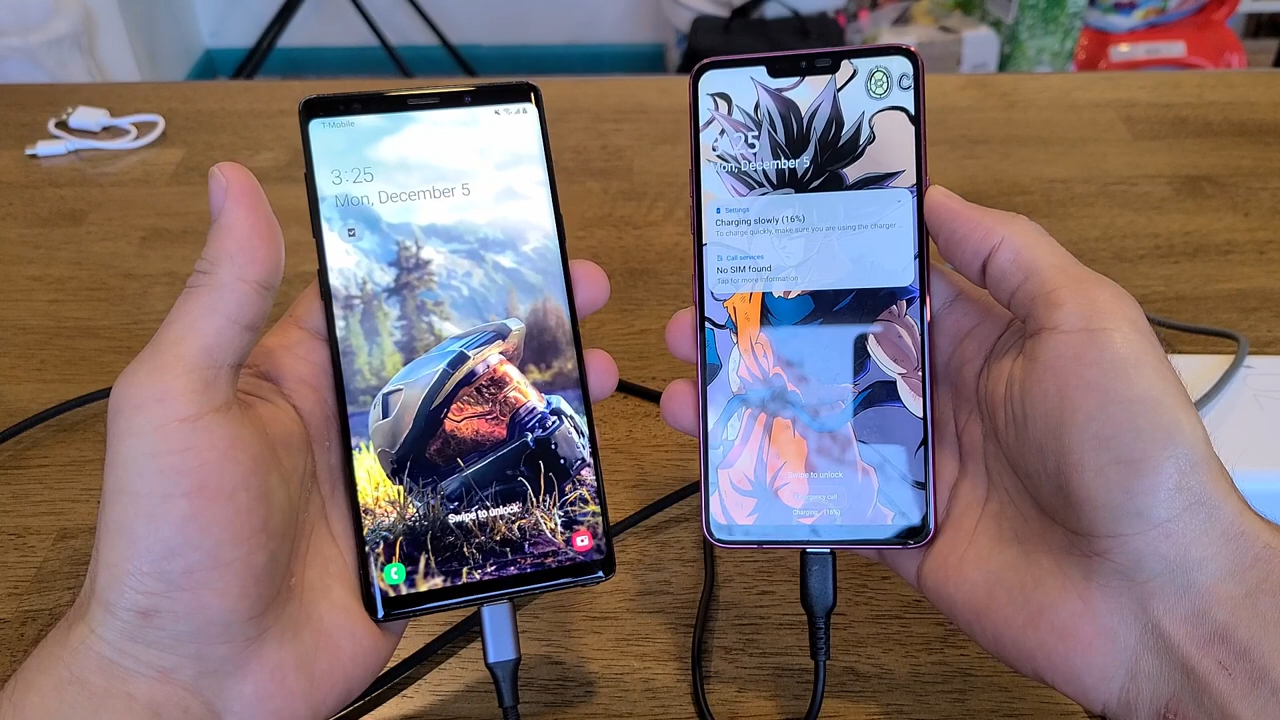 T-Mobile
3:25
Mon, December 5
Swipe to unlock
3:25
Mon, December 5
Settings
Charging slowly (16%)
To charge quickly, make sure you are using the charger ...
Call services
No SIM found
Tap for more information
Swipe to unlock
Emergency call
Charging... (16%)